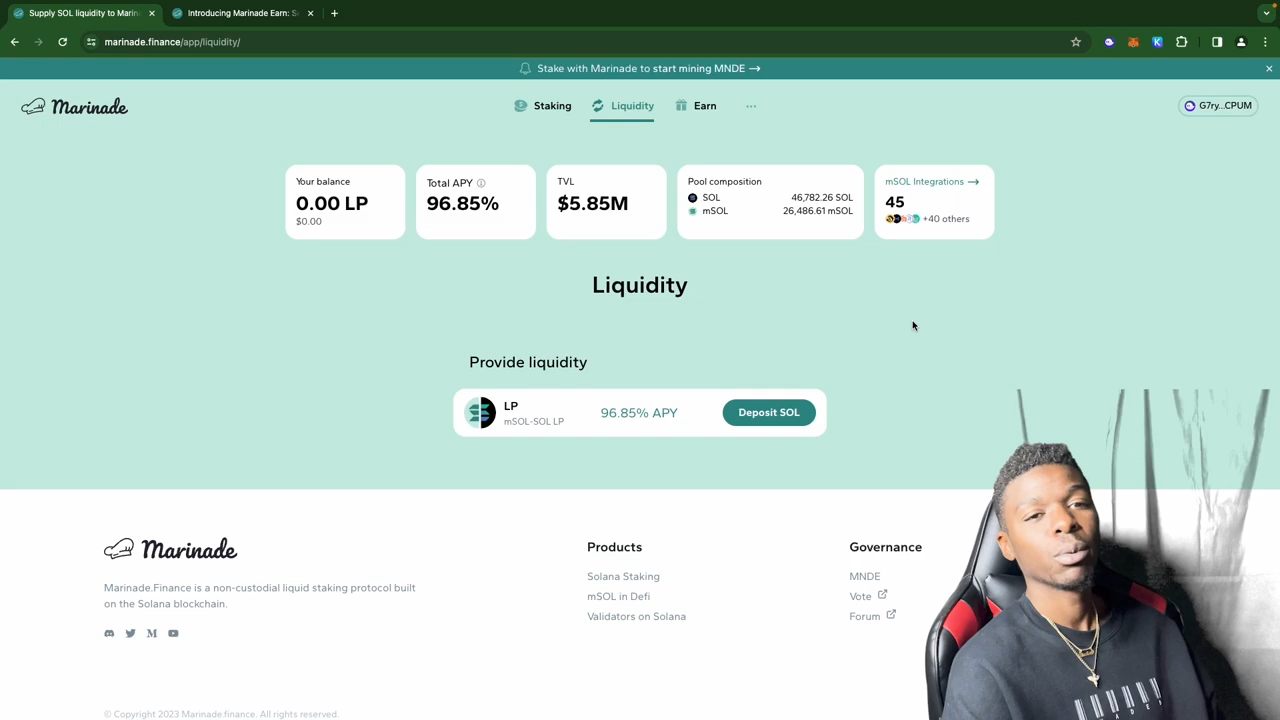 Supply SOL liquidity to Marin
Introducing Marinade Earn: S
marinade.finance/app/liquidity/
Stake with Marinade to start mining MNDE →
Marinade
Staking
Liquidity
Earn
G7ry...CPUM
Your balance
0.00 LP
$0.00
Total APY
96.85%
TVL
$5.85M
Pool composition
SOL 46,782.26 SOL
mSOL 26,486.61 mSOL
mSOL Integrations →
45
+40 others
Liquidity
Provide liquidity
LP
mSOL-SOL LP
96.85% APY
Deposit SOL
Marinade
Marinade.Finance is a non-custodial liquid staking protocol built
on the Solana blockchain.
Products
Solana Staking
mSOL in Defi
Validators on Solana
Governance
MNDE
Vote
Forum
© Copyright 2023 Marinade.finance. All rights reserved.